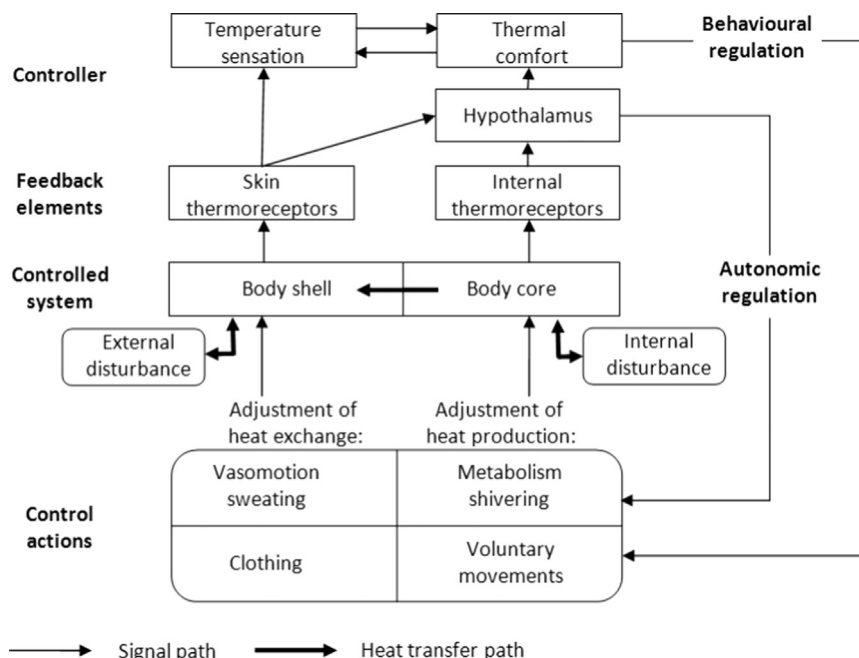 Temperature
sensation
Thermal
comfort
Behavioural
regulation
Controller
Hypothalamus
Feedback
elements
Skin
thermoreceptors
Internal
thermoreceptors
Controlled
system
Body shell
Body core
Autonomic
regulation
External
disturbance
Internal
disturbance
Adjustment of
heat exchange:
Adjustment of
heat production:
Control
actions
Vasomotion
sweating
Metabolism
shivering
Clothing
Voluntary
movements
Signal path
Heat transfer path